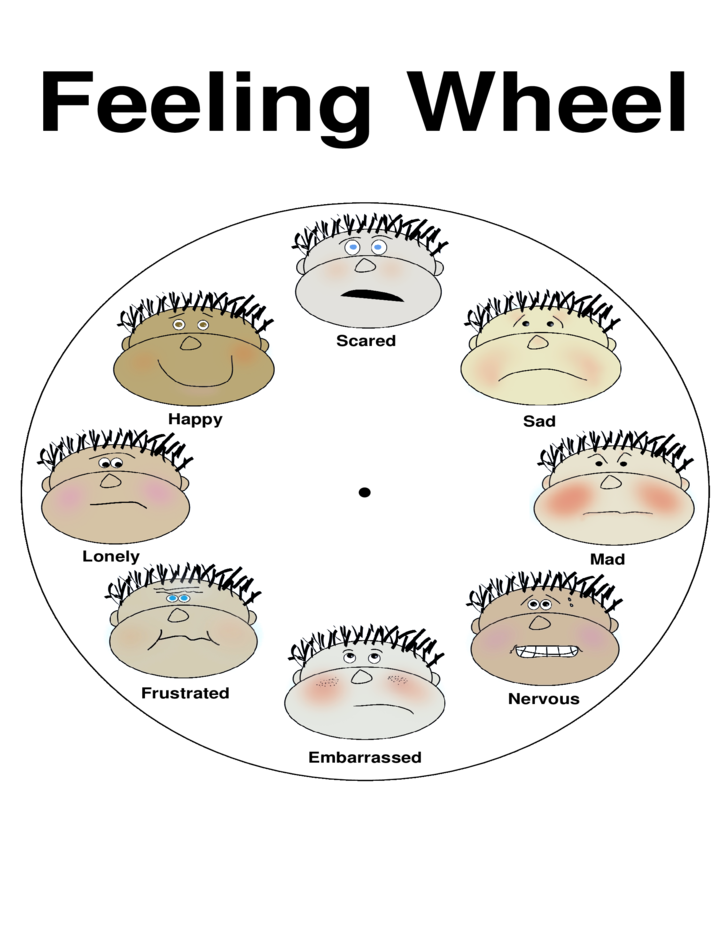 Feeling Wheel
Scared
Happy
Sad
Lonely
Mad
Frustrated
Nervous
Embarrassed